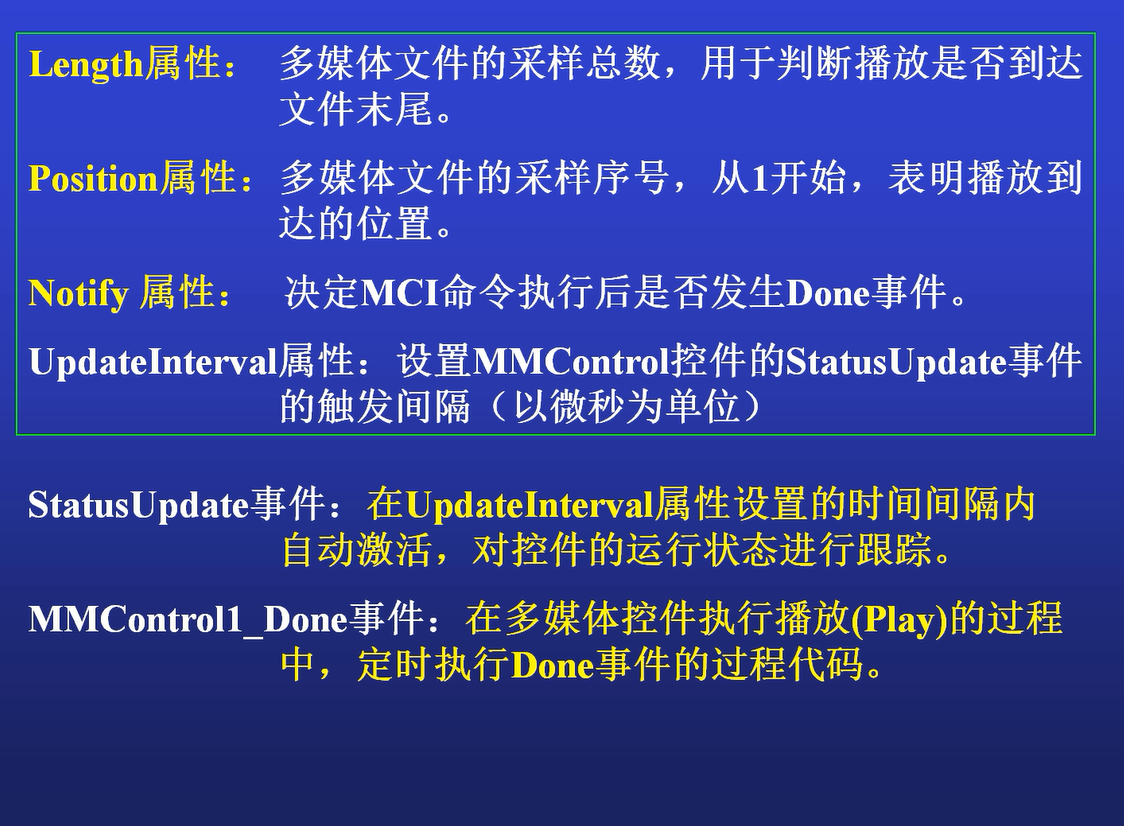 Length属性： 多媒体文件的采样总数，用于判断播放是否到达
文件末尾。
Position属性：多媒体文件的采样序号，从1开始，表明播放到
达的位置。
Notify 属性： 决定MCI命令执行后是否发生Done事件。
UpdateInterval属性：设置MMControl控件的StatusUpdate事件
的触发间隔（以微秒为单位）
StatusUpdate事件：在UpdateInterval属性设置的时间间隔内
自动激活，对控件的运行状态进行跟踪。
MMControl1_Done事件：在多媒体控件执行播放(Play)的过程
中，定时执行Done事件的过程代码。